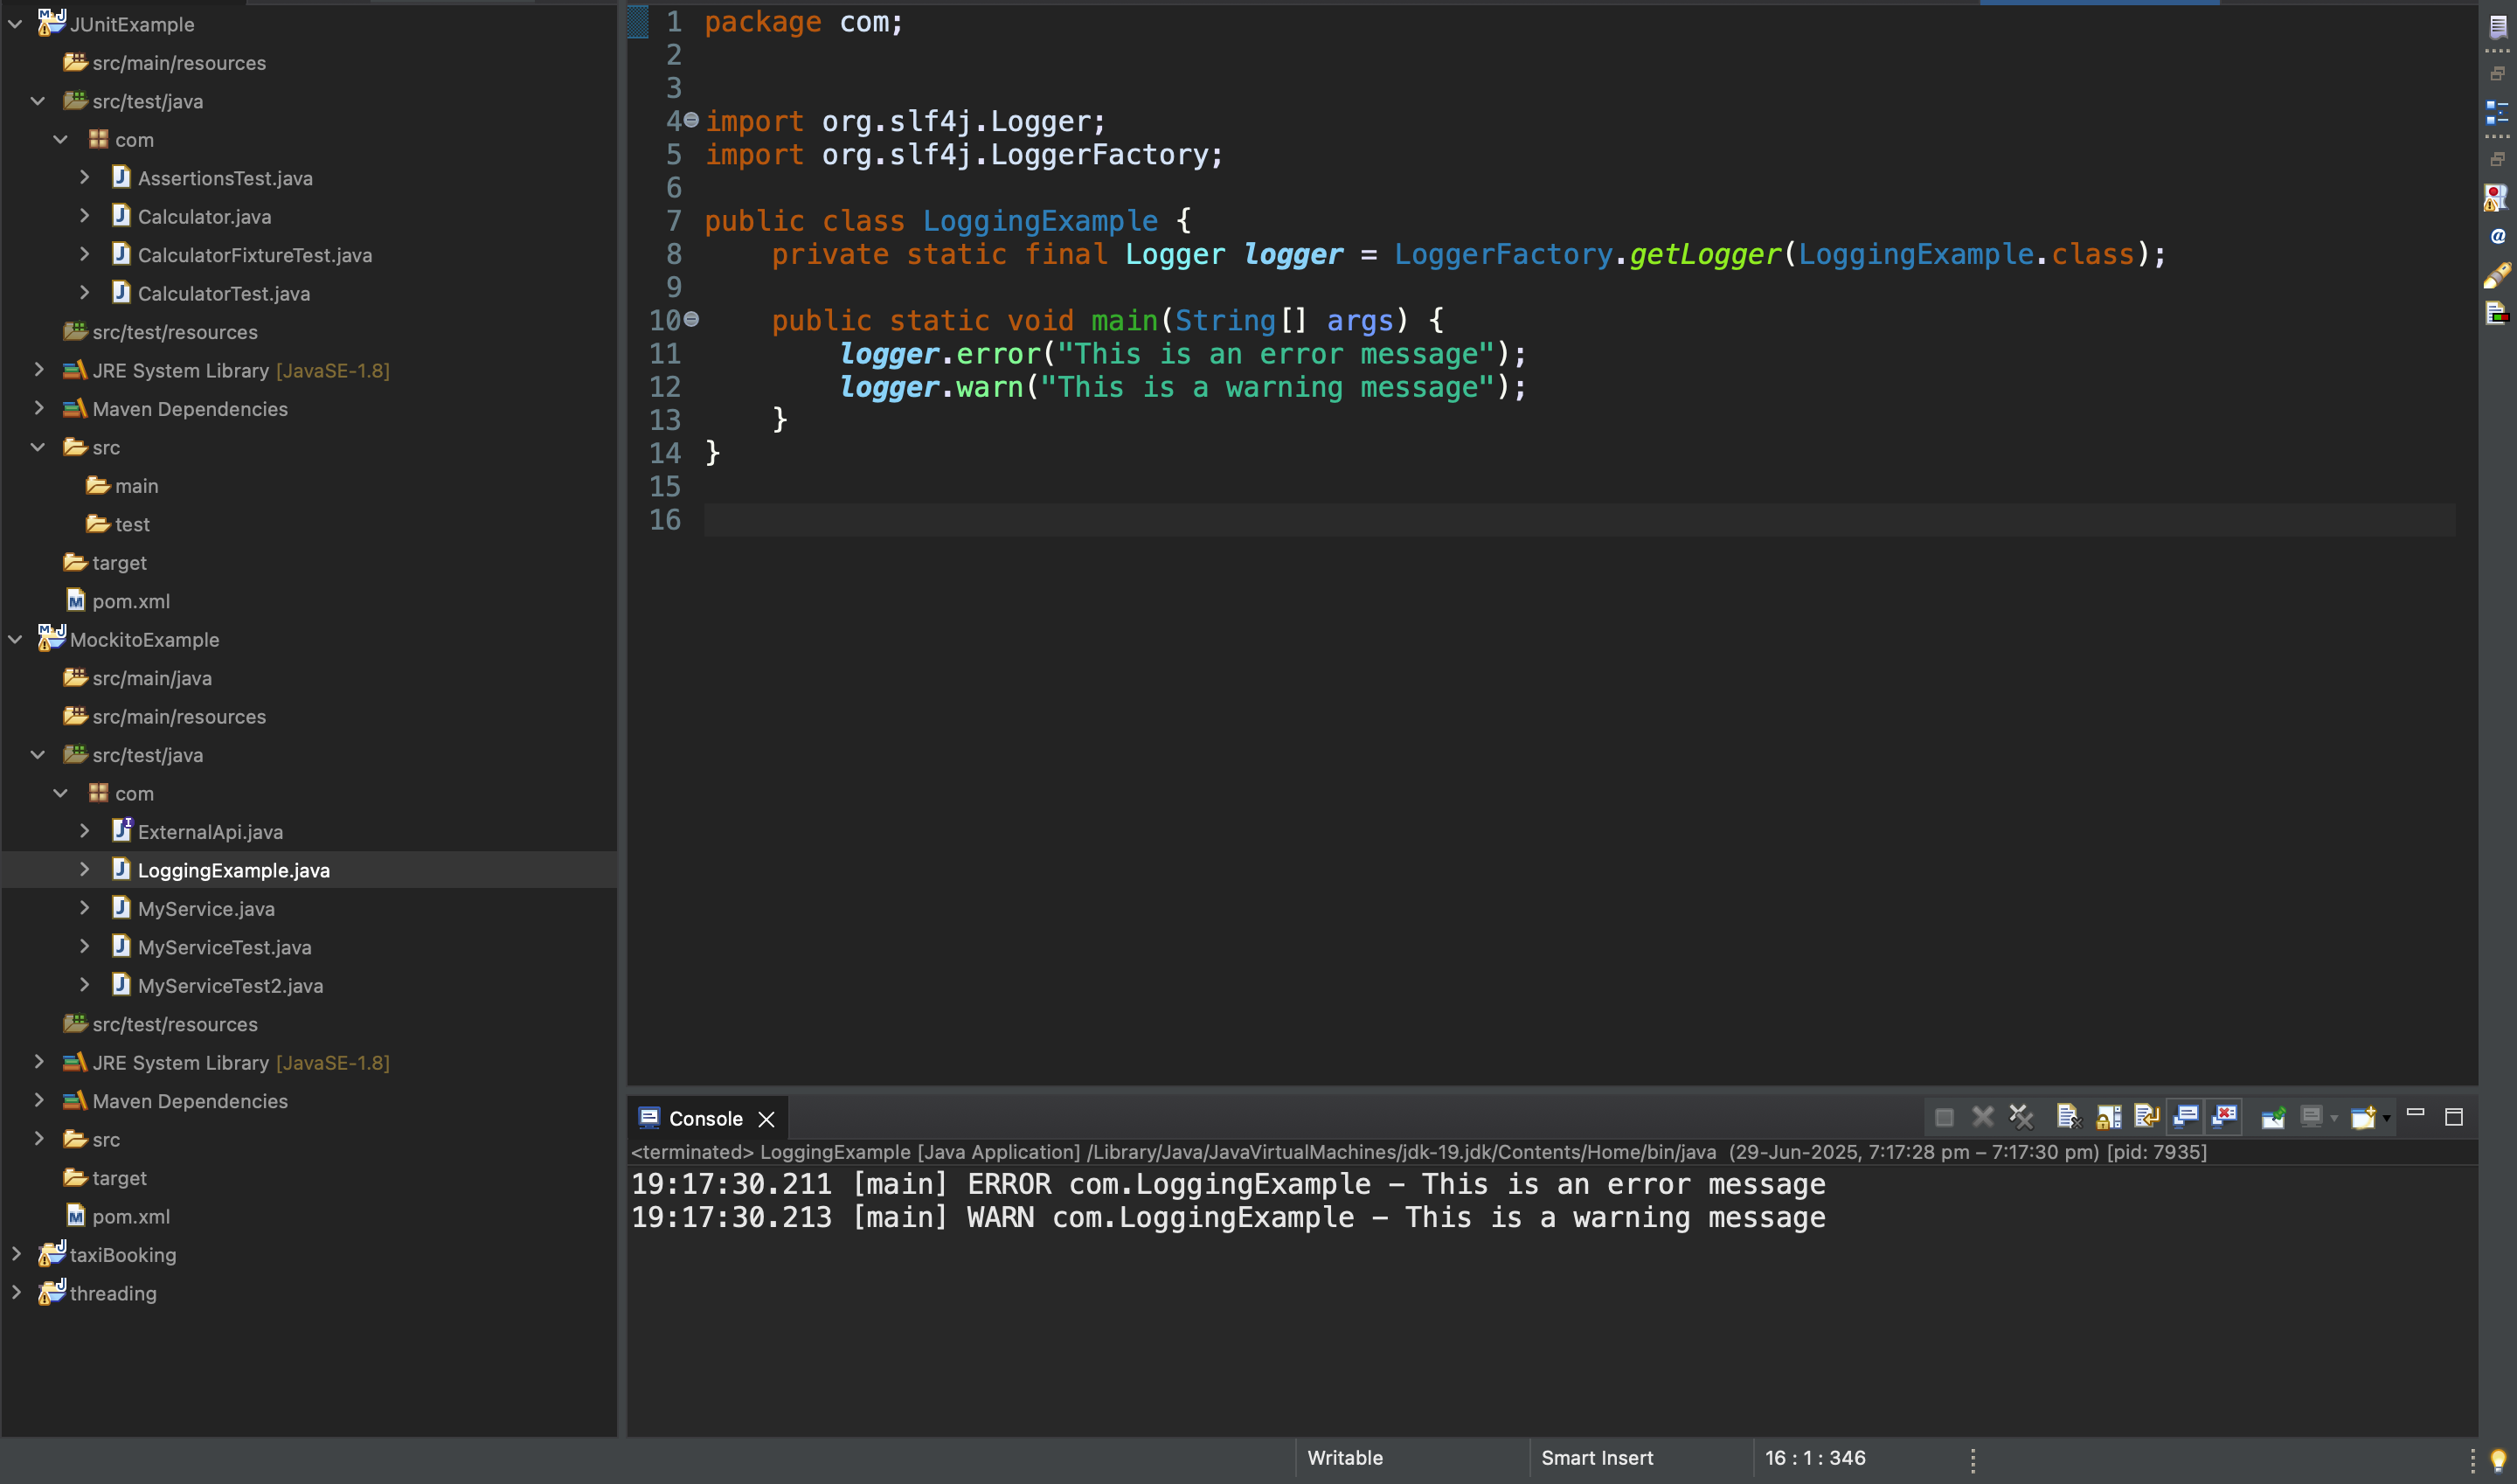 JUnitExample
src/main/resources
src/test/java
com
AssertionsTest.java
Calculator.java
CalculatorFixtureTest.java
CalculatorTest.java
src/test/resources
JRE System Library [JavaSE-1.8]
Maven Dependencies
src
main
test
target
pom.xml
MockitoExample
src/main/java
src/main/resources
src/test/java
com
ExternalApi.java
LoggingExample.java
MyService.java
MyServiceTest.java
MyServiceTest2.java
src/test/resources
JRE System Library [JavaSE-1.8]
Maven Dependencies
src
target
pom.xml
taxiBooking
threading
1 package com;
2
3
4 import org.slf4j.Logger;
5 import org.slf4j.LoggerFactory;
6
7 public class LoggingExample {
8     private static final Logger logger = LoggerFactory.getLogger(LoggingExample.class);
9
10     public static void main(String[] args) {
11         logger.error("This is an error message");
12         logger.warn("This is a warning message");
13     }
14 }
15
16
Console
<terminated> LoggingExample [Java Application] /Library/Java/JavaVirtualMachines/jdk-19.jdk/Contents/Home/bin/java (29-Jun-2025, 7:17:28 pm – 7:17:30 pm) [pid: 7935]
19:17:30.211 [main] ERROR com.LoggingExample - This is an error message
19:17:30.213 [main] WARN com.LoggingExample - This is a warning message
Writable
Smart Insert
16 : 1 : 346